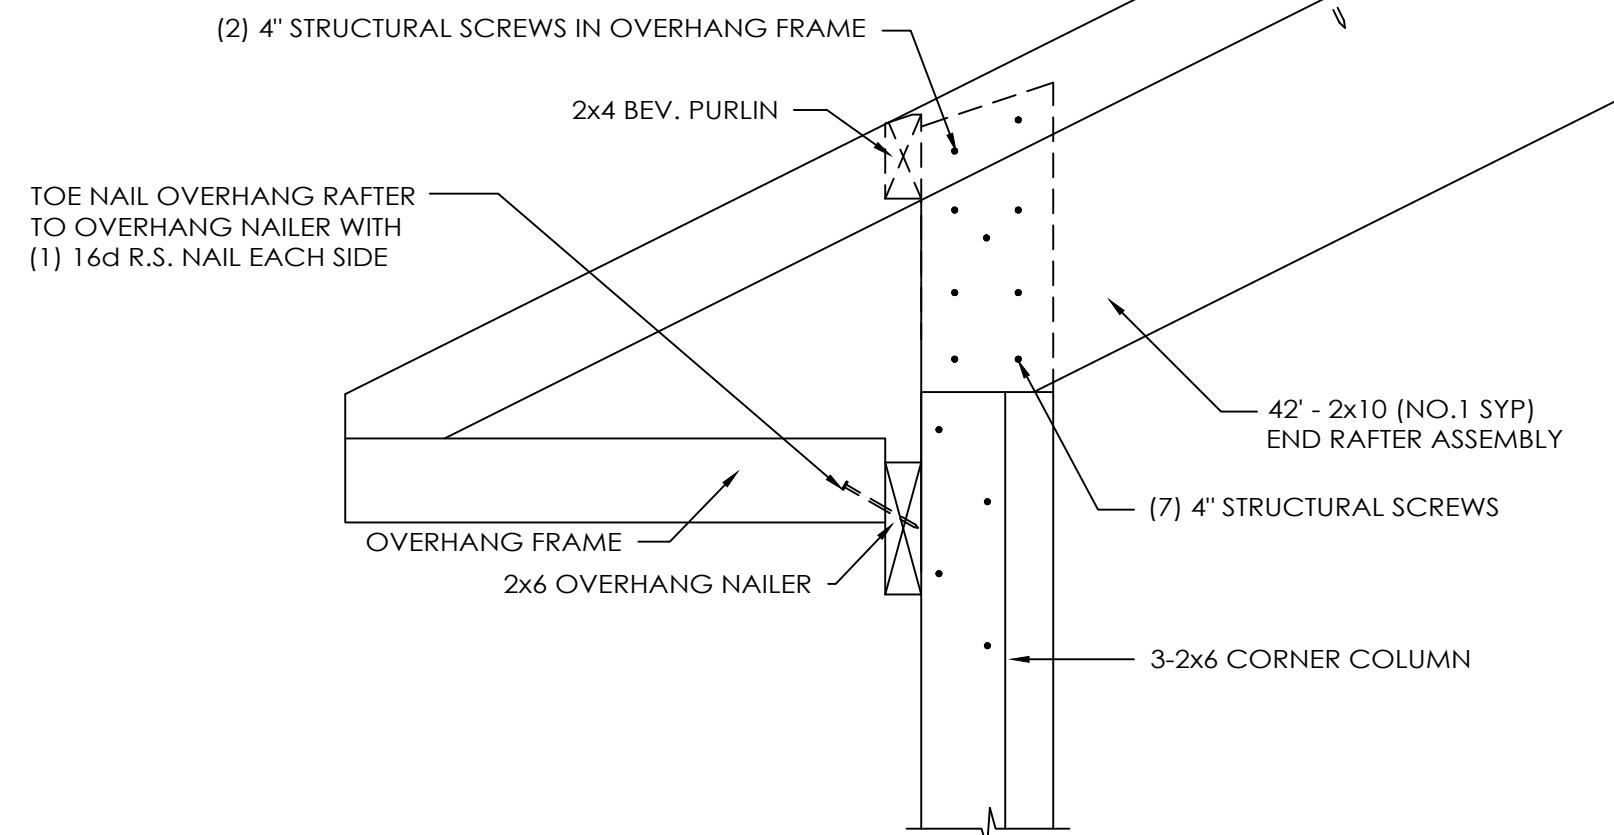 (2) 4" STRUCTURAL SCREWS IN OVERHANG FRAME
2x4 BEV. PURLIN
TOE NAIL OVERHANG RAFTER
TO OVERHANG NAILER WITH
(1) 16d R.S. NAIL EACH SIDE
42' - 2x10 (NO.1 SYP)
END RAFTER ASSEMBLY
(7) 4" STRUCTURAL SCREWS
OVERHANG FRAME
2x6 OVERHANG NAILER
3-2x6 CORNER COLUMN